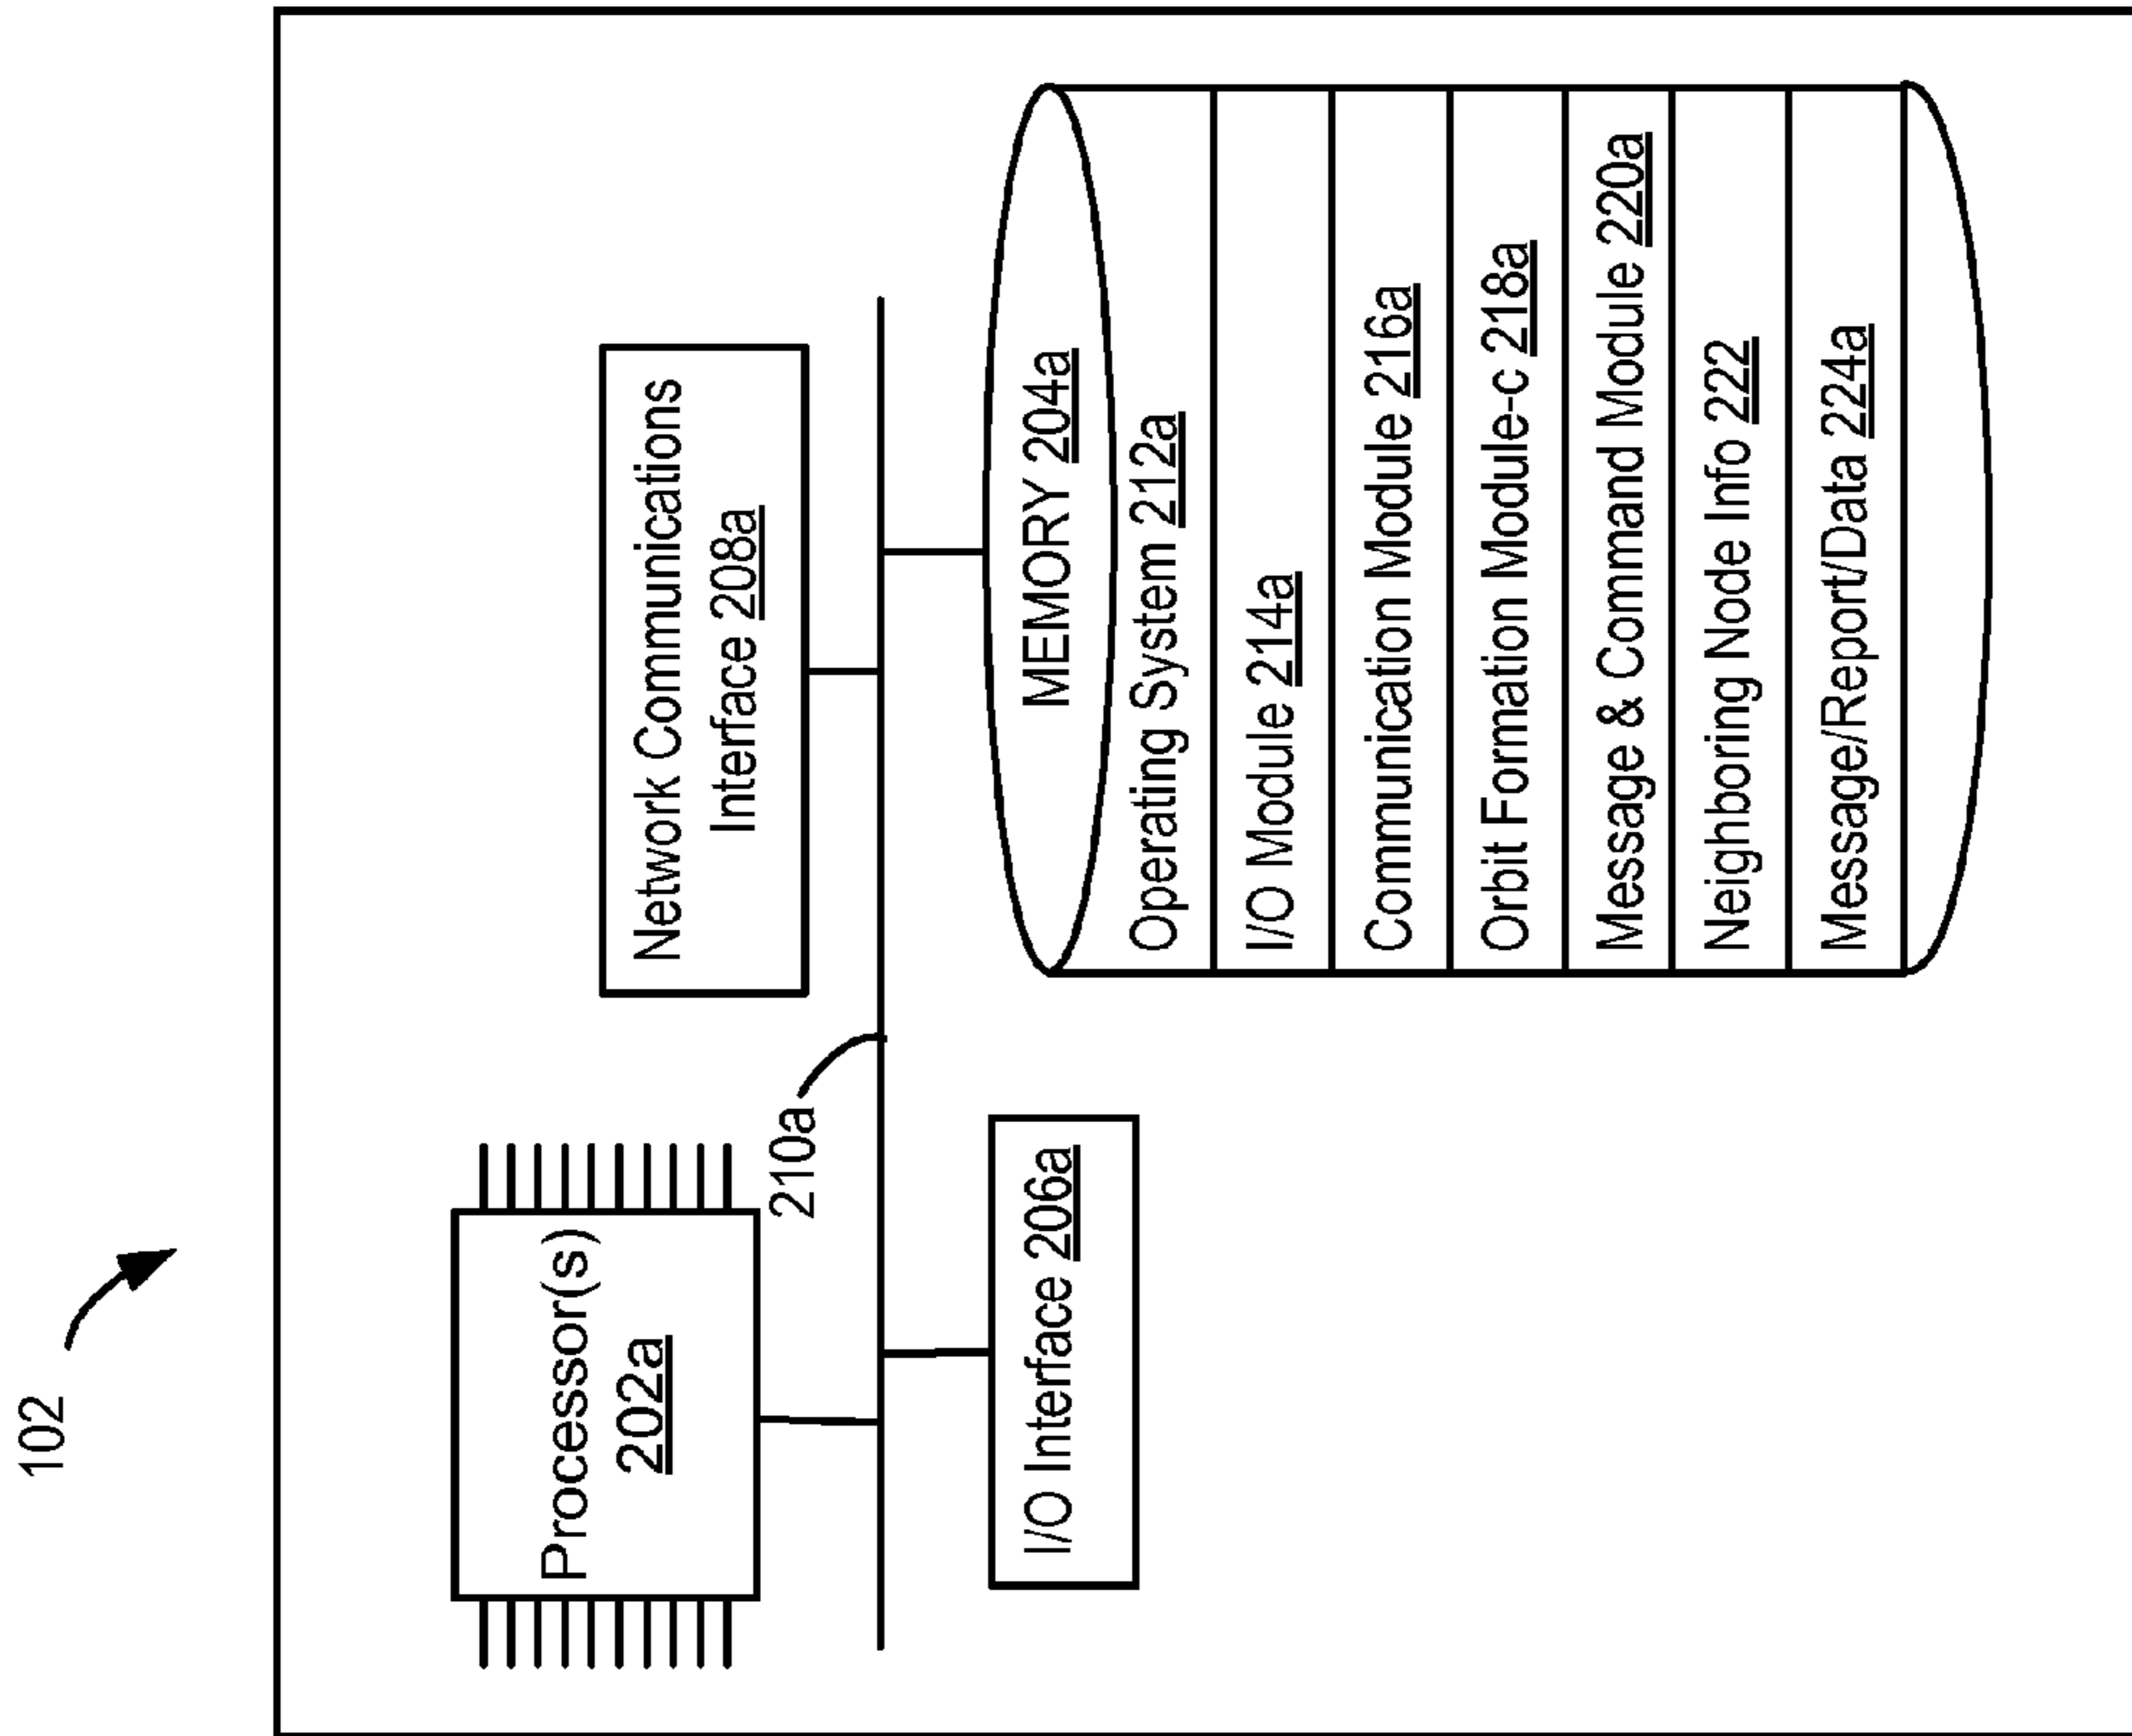 102
Processor(s)
202a
Network Communications
Interface 208a
210a
I/O Interface 206a
MEMORY 204a
Operating System 212a
I/O Module 214a
Communication Module 216a
Orbit Formation Module-c 218a
Message & Command Module 220a
Neighboring Node Info 222
Message/Report/Data 224a